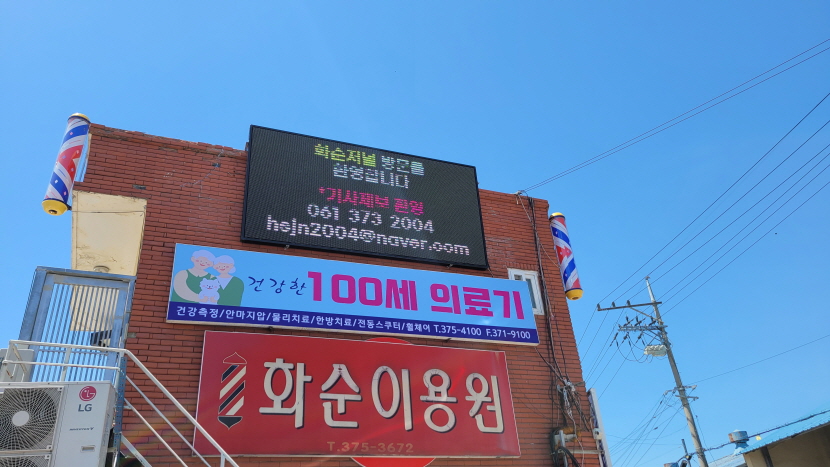 화순저널 방문을
환영합니다
*기사제보 환영
061 373 2004
hsjn2004@naver.com
건강한 100세 의료기
건강측정/안마지압/물리치료/한방치료/전동스쿠터/휠체어 T.375-4100 F.371-9100
화순이용원
T.375-3672
LG